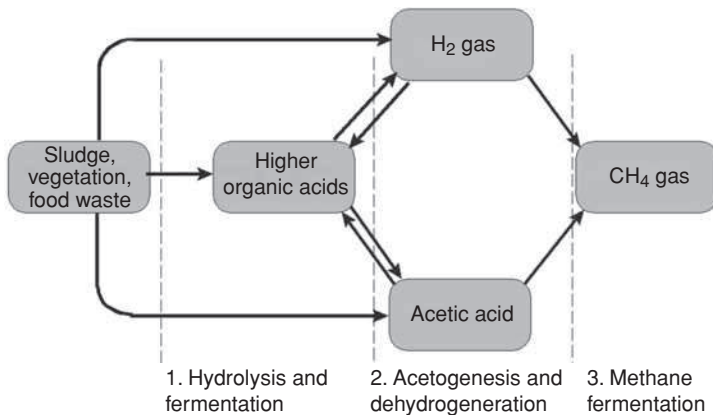 H₂ gas
Sludge,
vegetation,
food waste
Higher
organic acids
CH₄ gas
Acetic acid
1. Hydrolysis and
fermentation
2. Acetogenesis and
dehydrogeneration
3. Methane
fermentation